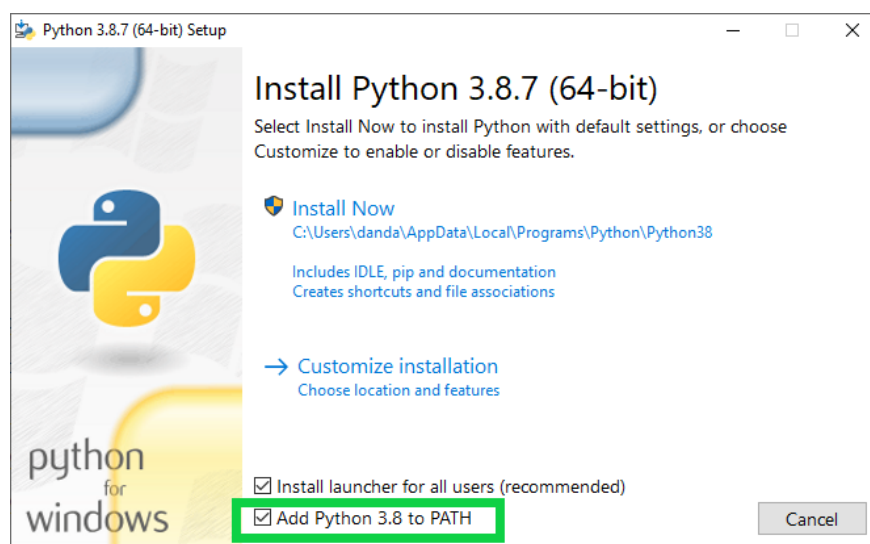 Python 3.8.7 (64-bit) Setup
Install Python 3.8.7 (64-bit)
Select Install Now to install Python with default settings, or choose
Customize to enable or disable features.
Install Now
C:\Users\danda\AppData\Local\Programs\Python\Python38
Includes IDLE, pip and documentation
Creates shortcuts and file associations
Customize installation
Choose location and features
python
for
windows
Install launcher for all users (recommended)
Add Python 3.8 to PATH
Cancel